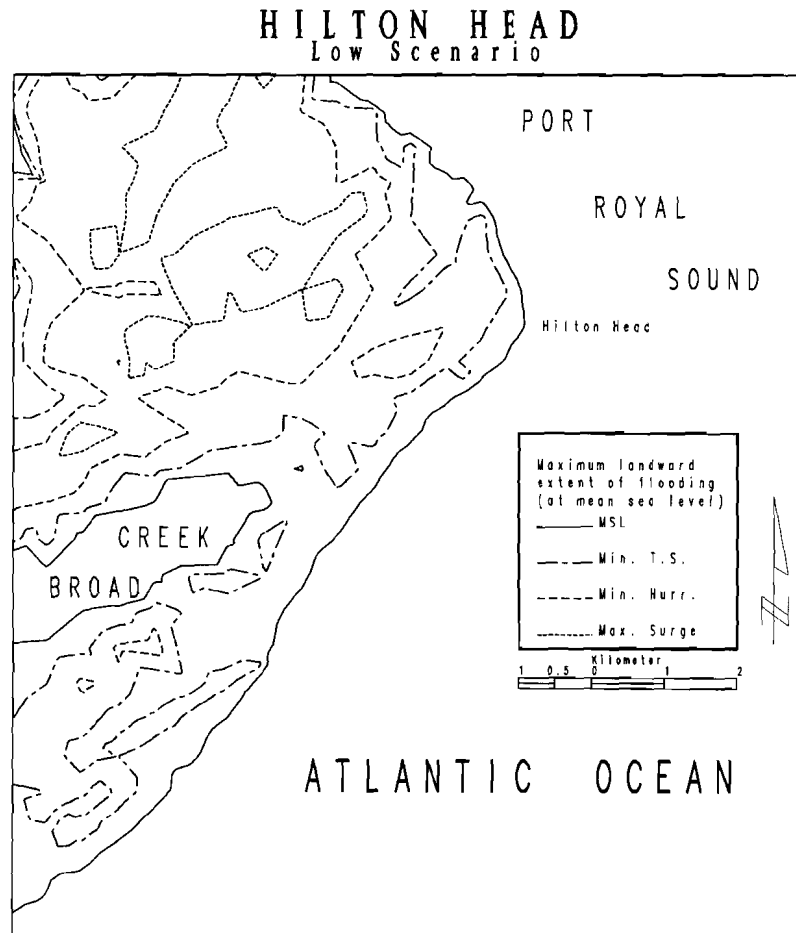 HILTON HEAD
Low Scenario
PORT
ROYAL
SOUND
Hilton Head
Maximum landward
extent of flooding
(at mean sea level)
MSL
Min. T.S.
Min. Hurr.
Max. Surge
Kilometer
1 0.5 0 1 2
CREEK
BROAD
ATLANTIC OCEAN